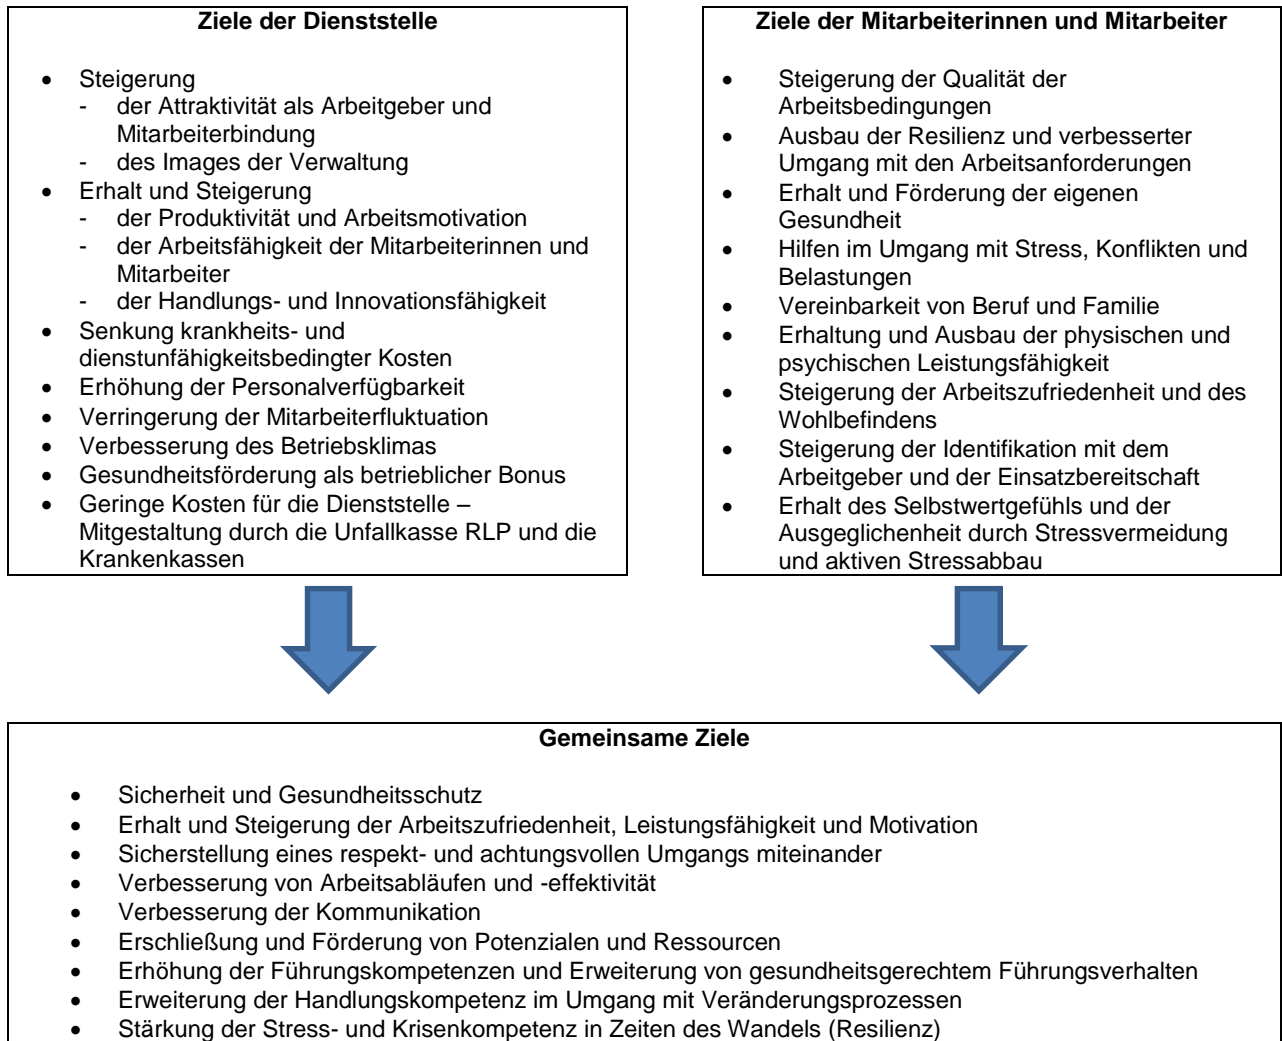 Ziele der Dienststelle
• Steigerung
- der Attraktivität als Arbeitgeber und
Mitarbeiterbindung
- des Images der Verwaltung
• Erhalt und Steigerung
- der Produktivität und Arbeitsmotivation
- der Arbeitsfähigkeit der Mitarbeiterinnen und
Mitarbeiter
- der Handlungs- und Innovationsfähigkeit
• Senkung krankheits- und
dienstunfähigkeitsbedingter Kosten
• Erhöhung der Personalverfügbarkeit
• Verringerung der Mitarbeiterfluktuation
• Verbesserung des Betriebsklimas
• Gesundheitsförderung als betrieblicher Bonus
• Geringe Kosten für die Dienststelle –
Mitgestaltung durch die Unfallkasse RLP und die
Krankenkassen
Ziele der Mitarbeiterinnen und Mitarbeiter
• Steigerung der Qualität der
Arbeitsbedingungen
• Ausbau der Resilienz und verbesserter
Umgang mit den Arbeitsanforderungen
• Erhalt und Förderung der eigenen
Gesundheit
• Hilfen im Umgang mit Stress, Konflikten und
Belastungen
• Vereinbarkeit von Beruf und Familie
• Erhaltung und Ausbau der physischen und
psychischen Leistungsfähigkeit
• Steigerung der Arbeitszufriedenheit und des
Wohlbefindens
• Steigerung der Identifikation mit dem
Arbeitgeber und der Einsatzbereitschaft
• Erhalt des Selbstwertgefühls und der
Ausgeglichenheit durch Stressvermeidung
und aktiven Stressabbau
Gemeinsame Ziele
• Sicherheit und Gesundheitsschutz
• Erhalt und Steigerung der Arbeitszufriedenheit, Leistungsfähigkeit und Motivation
• Sicherstellung eines respekt- und achtungsvollen Umgangs miteinander
• Verbesserung von Arbeitsabläufen und -effektivität
• Verbesserung der Kommunikation
• Erschließung und Förderung von Potenzialen und Ressourcen
• Erhöhung der Führungskompetenzen und Erweiterung von gesundheitsgerechtem Führungsverhalten
• Erweiterung der Handlungskompetenz im Umgang mit Veränderungsprozessen
• Stärkung der Stress- und Krisenkompetenz in Zeiten des Wandels (Resilienz)